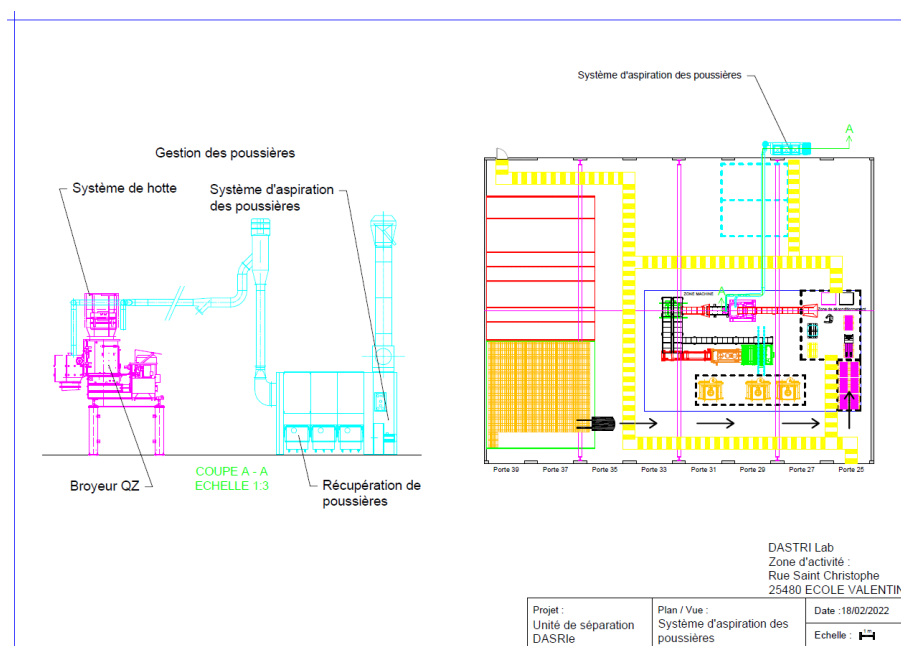 Système d'aspiration des poussières
A
Gestion des poussières
Système de hotte
Système d'aspiration
des poussières
ZONE MACHINE
A
COUPE A - A
ECHELLE 1:3
Broyeur QZ
Récupération de
poussières
Porte 39
Porte 37
Porte 35
Porte 33
Porte 31
Porte 29
Porte 27
Porte 25
DASTRI Lab
Zone d'activité :
Rue Saint Christophe
25480 ECOLE VALENTIN
Projet :
Unité de séparation
DASRIe
Plan / Vue :
Système d'aspiration des
poussières
Date :18/02/2022
Echelle :